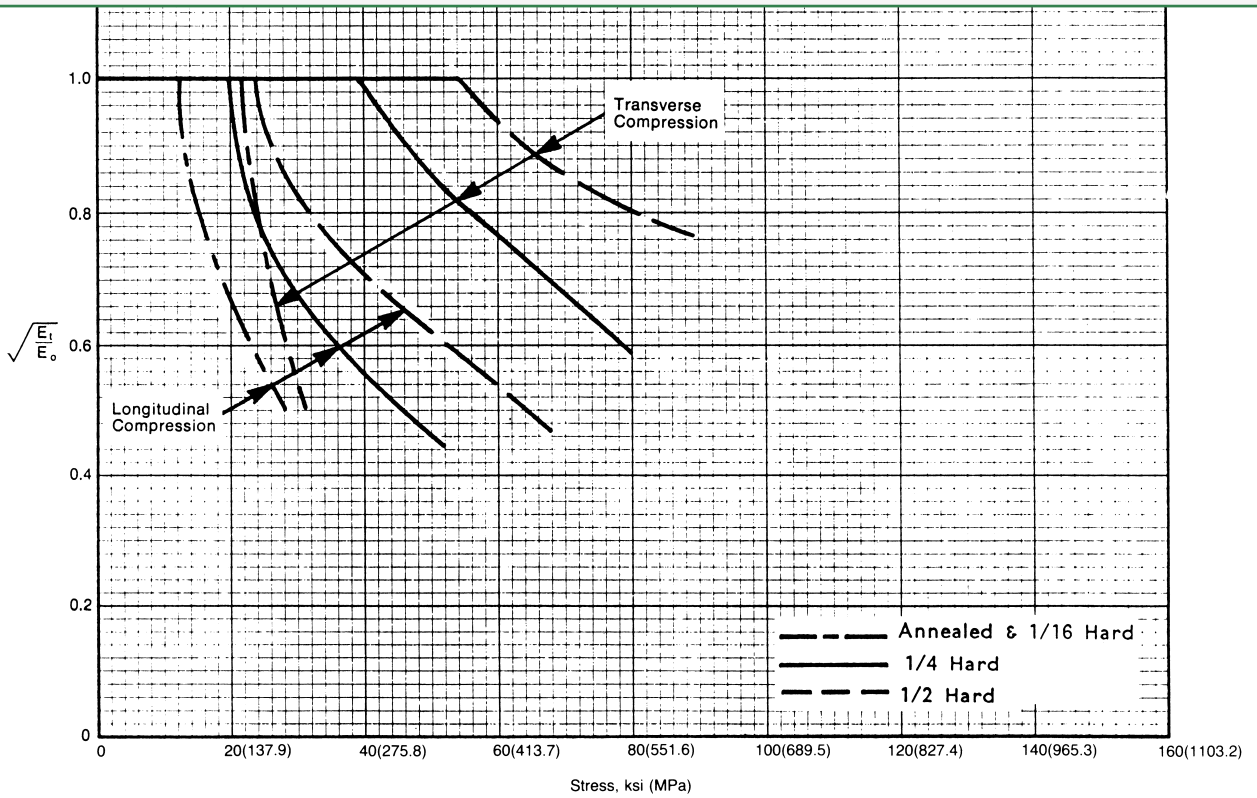 1.0
0.8
0.6
0.4
0.2
0
√Et/Eo
Transverse
Compression
Longitudinal
Compression
Annealed & 1/16 Hard
1/4 Hard
1/2 Hard
0 20(137.9) 40(275.8) 60(413.7) 80(551.6) 100(689.5) 120(827.4) 140(965.3) 160(1103.2)
Stress, ksi (MPa)